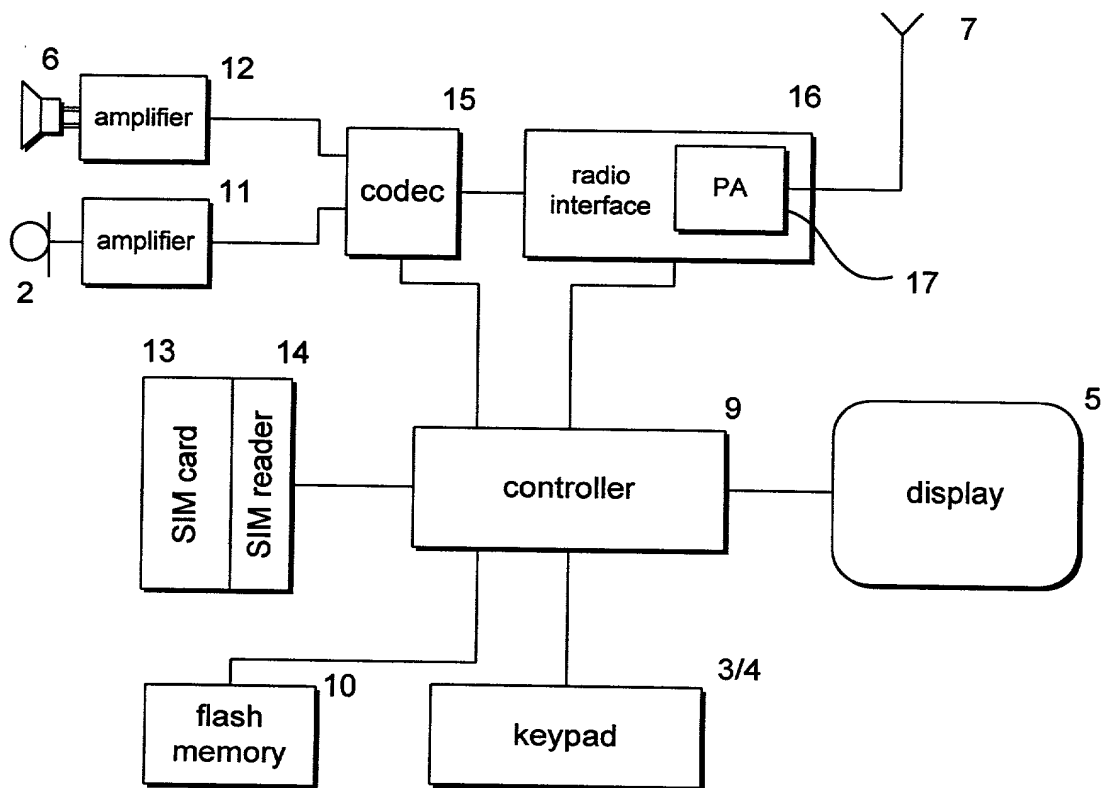 7
6
12
15
16
amplifier
codec
radio
interface
PA
11
amplifier
2
17
13
14
9
5
SIM card
SIM reader
controller
display
10
3/4
flash
memory
keypad